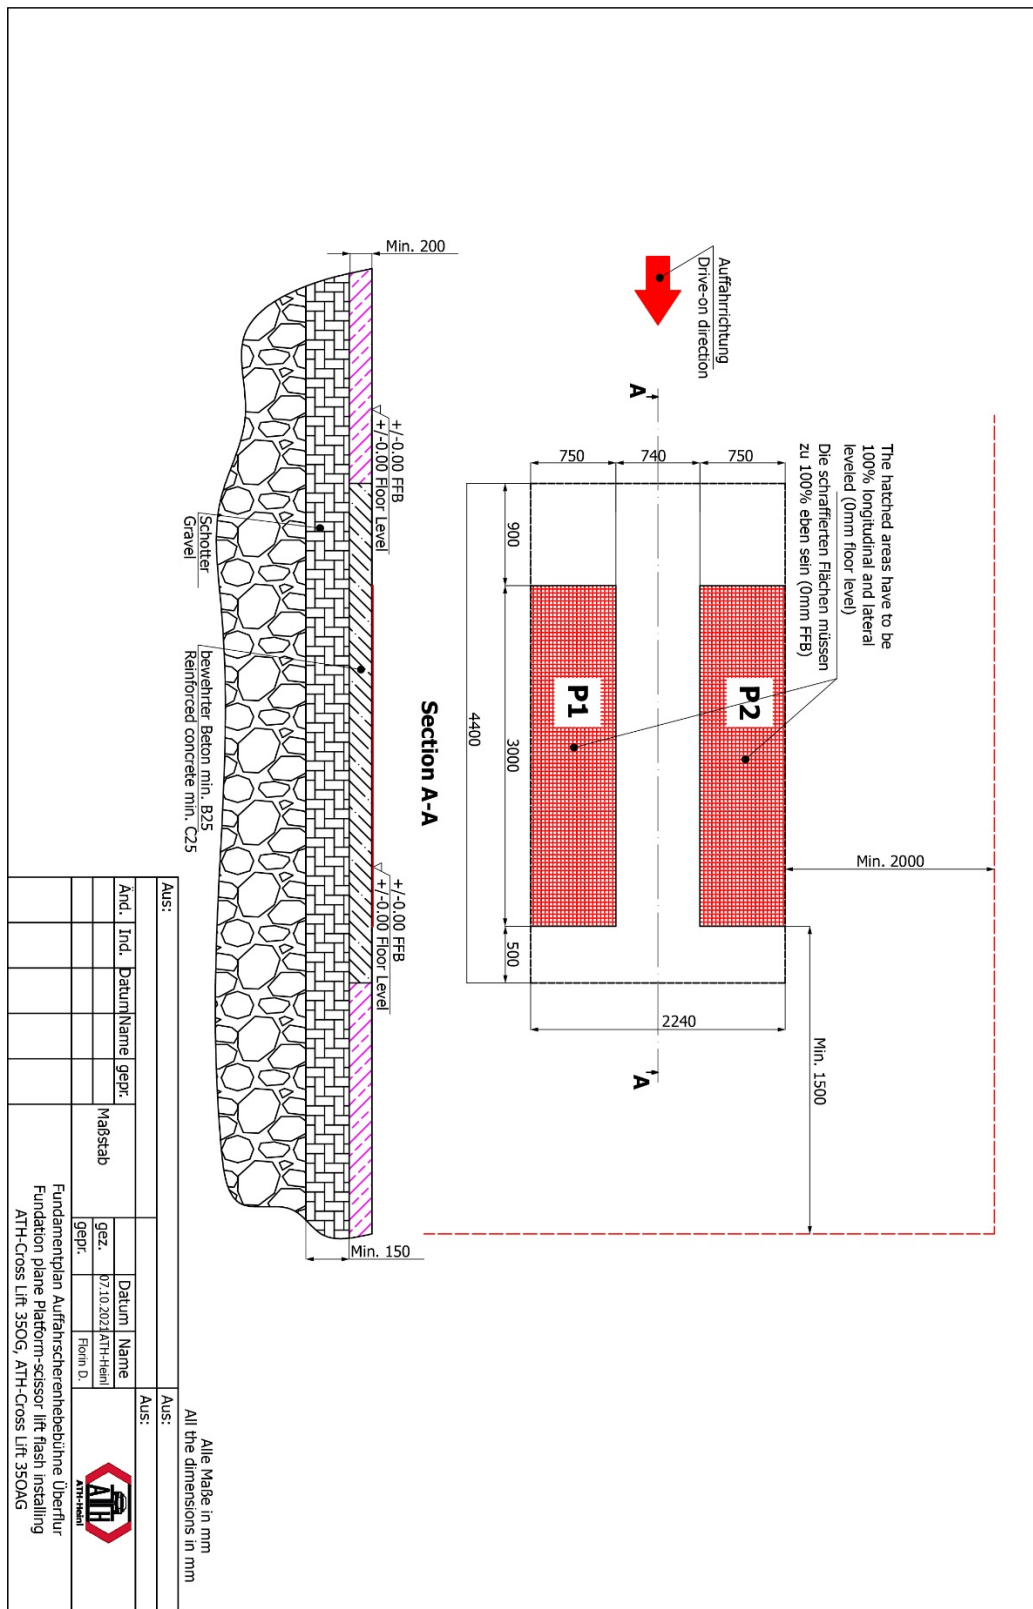 Auffahrrichtung
Drive-on direction
The hatched areas have to be
100% longitudinal and lateral
leveled (0mm floor level)
Die schraffierten Flächen müssen
zu 100% eben sein (0mm FFB)
A
A
750
740
750
900
3000
500
4400
2240
P2
P1
Min. 2000
Min. 1500
Section A-A
Min. 200
+/-0.00 FFB
+/-0.00 Floor Level
+/-0.00 FFB
+/-0.00 Floor Level
Min. 150
Schotter
Gravel
bewehrter Beton min. B25
Reinforced concrete min. C25
Alle Maße in mm
All the dimensions in mm
Aus:
Aus:
Aus:
Änd. Ind. Datum Name gepr.
Maßstab
Datum Name
gez. 07.10.2021 ATH-Heinl
gepr. Florin D.
ATH
ATH-Heinl
Fundamentplan Auffahrscherenhebebühne Überflur
Fundation plane Platform-scissor lift flash installing
ATH-Cross Lift 35OG, ATH-Cross Lift 35OAG